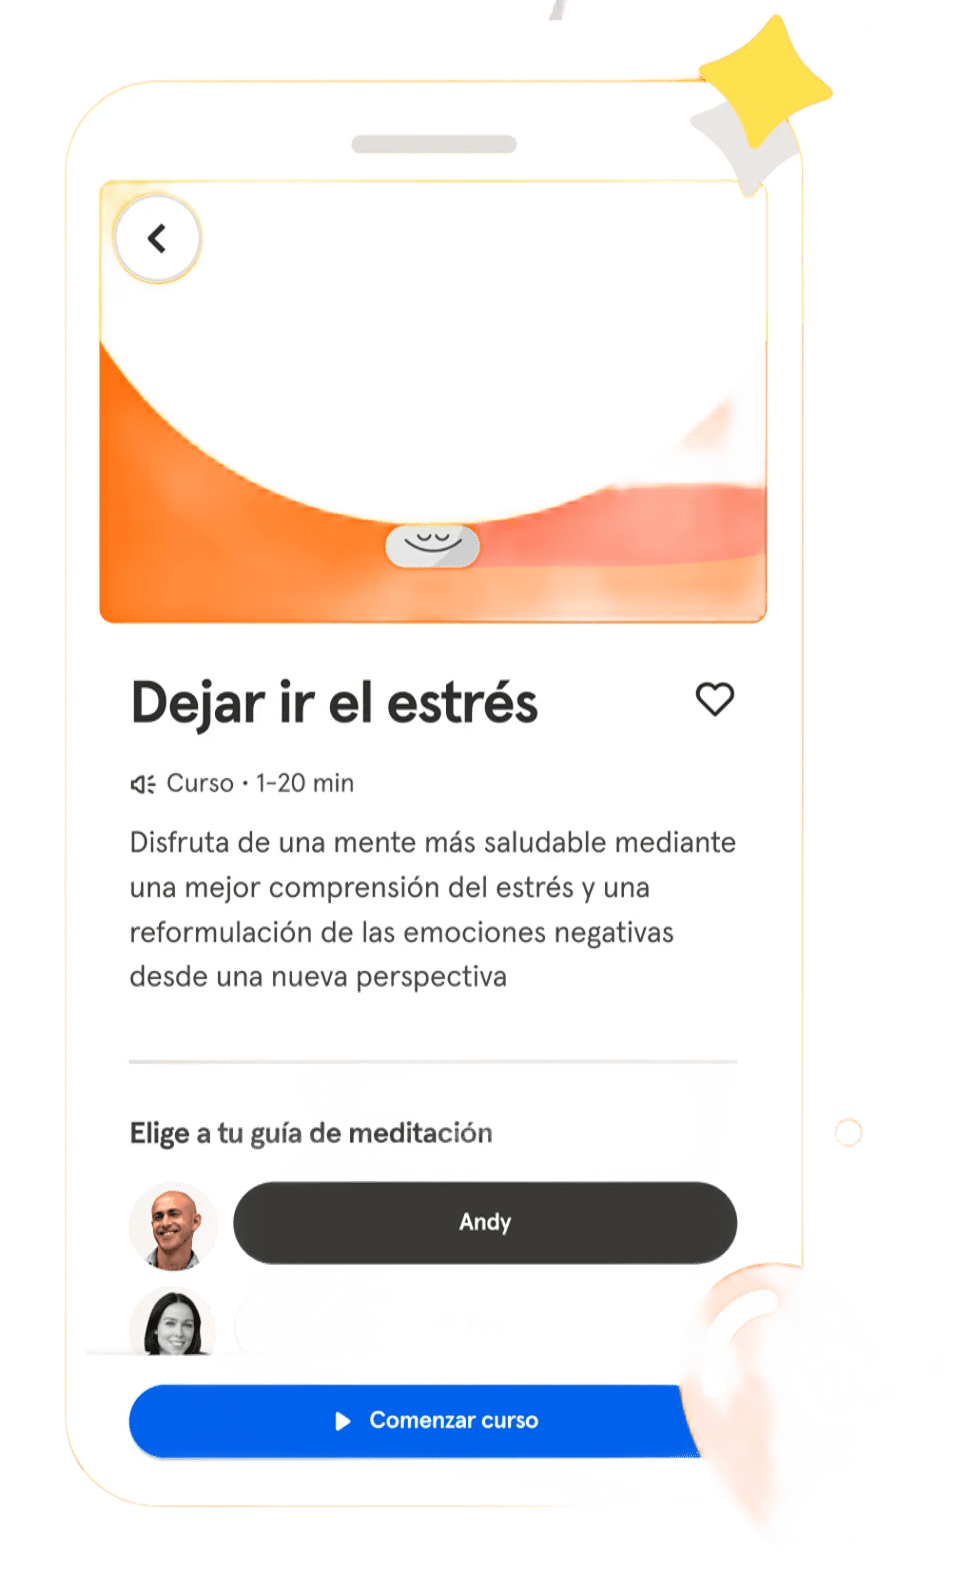 Dejar ir el estrés
Curso • 1-20 min
Disfruta de una mente más saludable mediante
una mejor comprensión del estrés y una
reformulación de las emociones negativas
desde una nueva perspectiva
Elige a tu guía de meditación
Andy
Comenzar curso